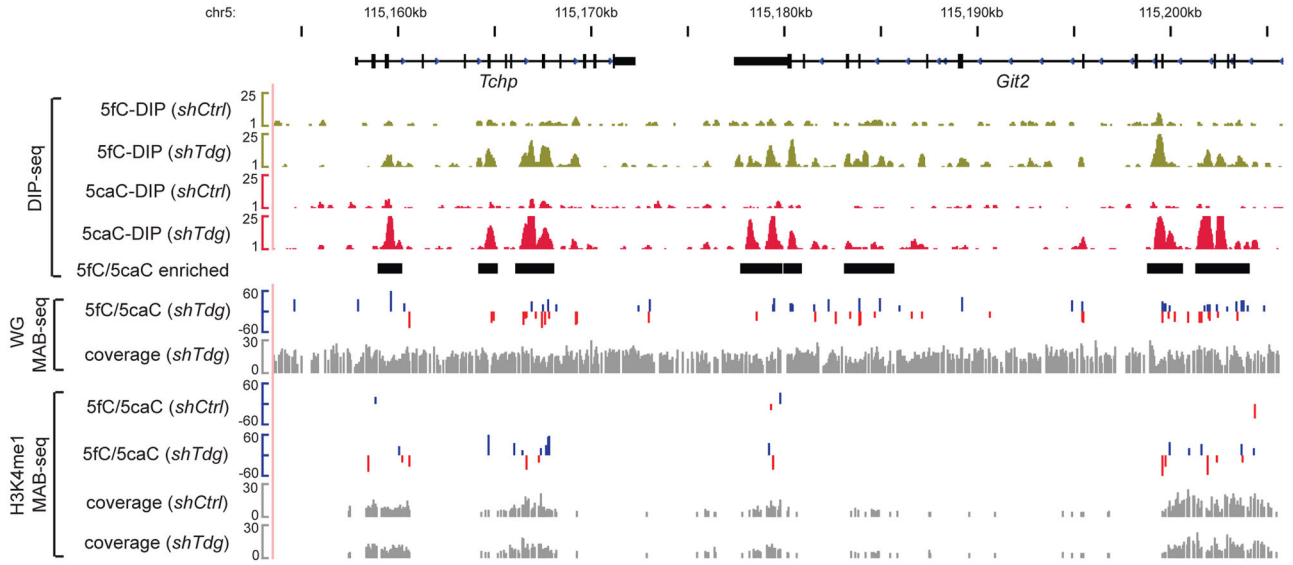 chr5: 115,160kb 115,170kb 115,180kb 115,190kb 115,200kb
Tchp Git2
DIP-seq
5fC-DIP (shCtrl) 25 1
5fC-DIP (shTdg) 25 1
5caC-DIP (shCtrl) 25 1
5caC-DIP (shTdg) 25 1
5fC/5caC enriched
WG MAB-seq
5fC/5caC (shTdg) 60 -60
coverage (shTdg) 30 0
H3K4me1 MAB-seq
5fC/5caC (shCtrl) 60 -60
5fC/5caC (shTdg) 60 -60
coverage (shCtrl) 30 0
coverage (shTdg) 30 0